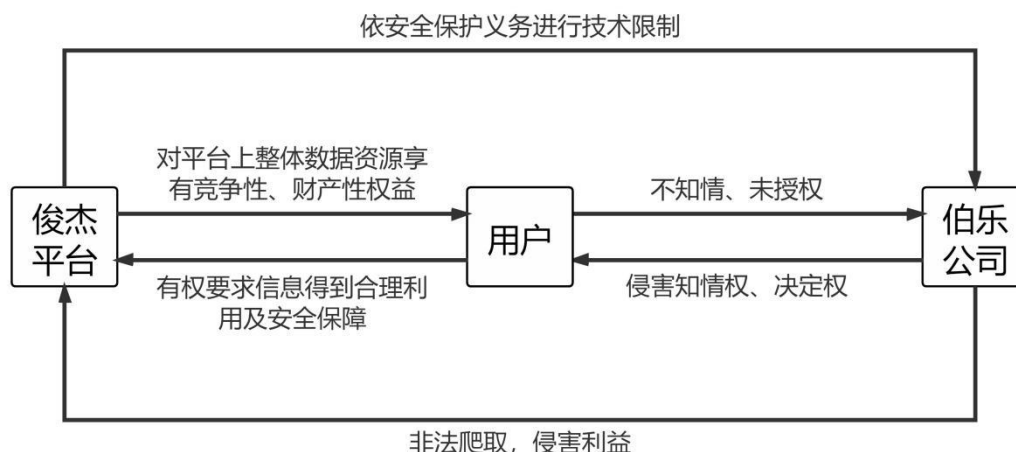 依安全保护义务进行技术限制
对平台上整体数据资源享
有竞争性、财产性权益
不知情、未授权
俊杰
平台
用户
伯乐
公司
有权要求信息得到合理利
用及安全保障
侵害知情权、决定权
非法爬取，侵害利益